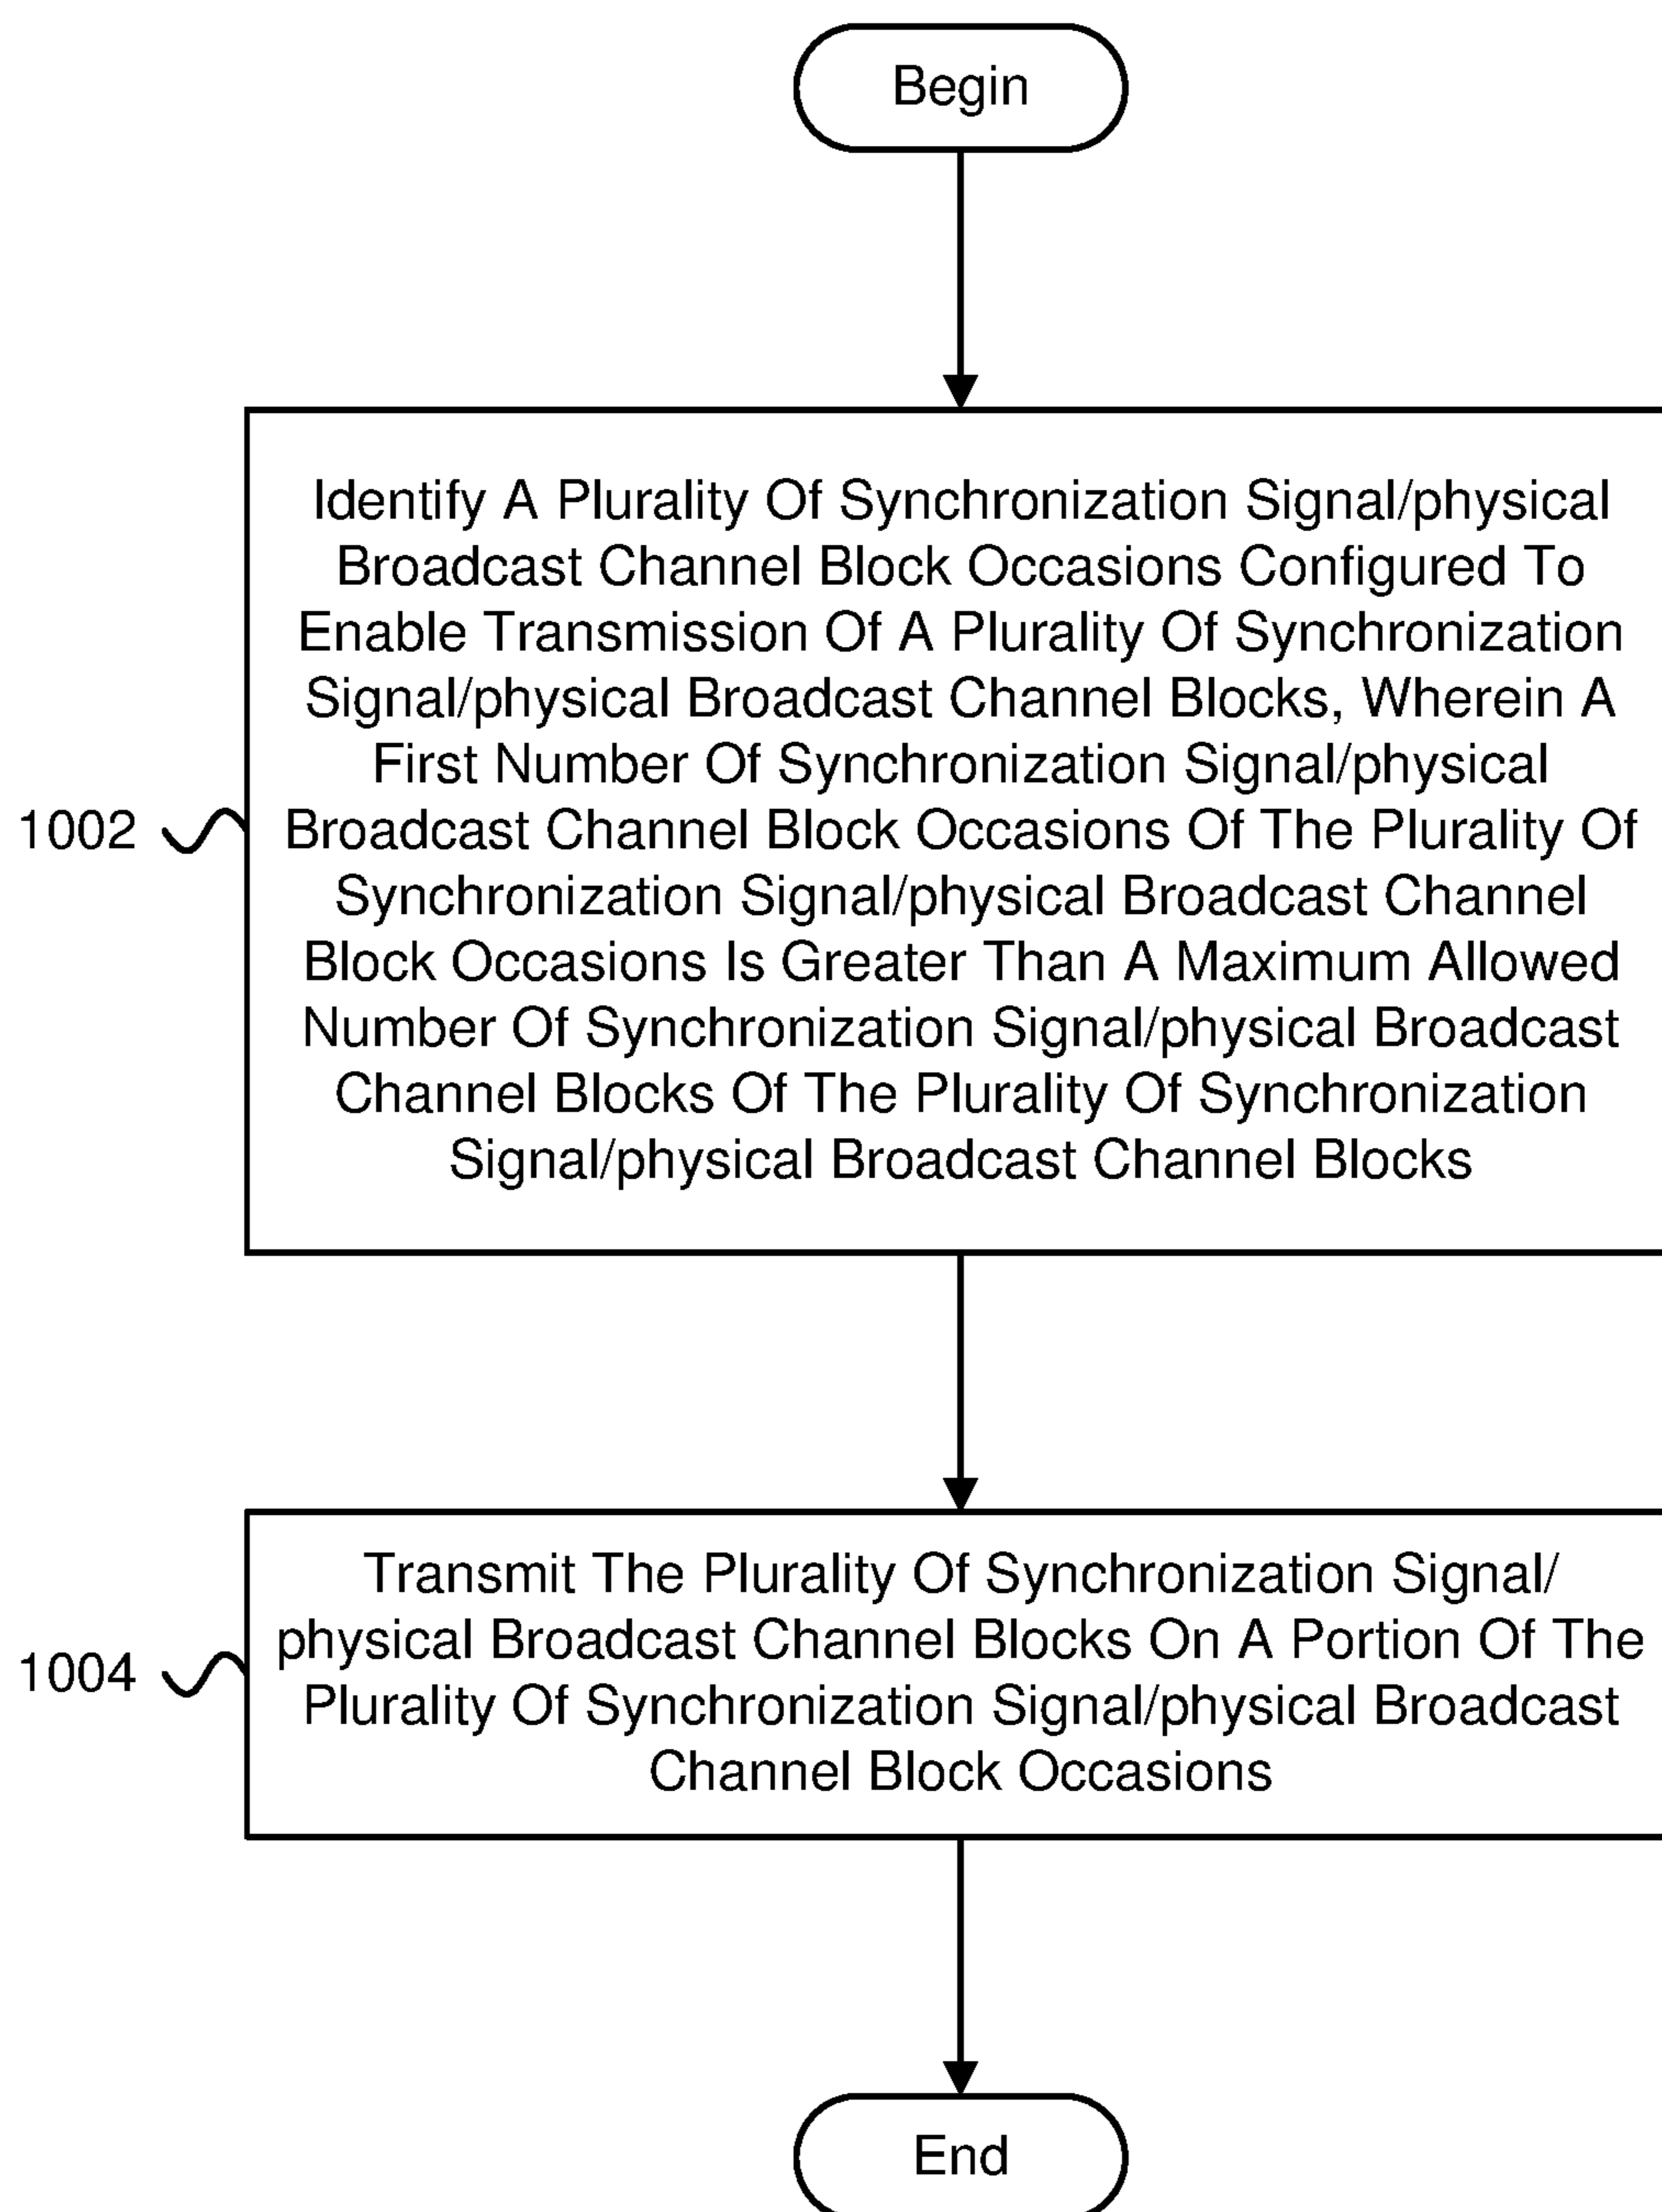 Begin
Identify A Plurality Of Synchronization Signal/physical
Broadcast Channel Block Occasions Configured To
Enable Transmission Of A Plurality Of Synchronization
Signal/physical Broadcast Channel Blocks, Wherein A
First Number Of Synchronization Signal/physical
1002
Broadcast Channel Block Occasions Of The Plurality Of
Synchronization Signal/physical Broadcast Channel
Block Occasions Is Greater Than A Maximum Allowed
Number Of Synchronization Signal/physical Broadcast
Channel Blocks Of The Plurality Of Synchronization
Signal/physical Broadcast Channel Blocks
Transmit The Plurality Of Synchronization Signal/
physical Broadcast Channel Blocks On A Portion Of The
1004
Plurality Of Synchronization Signal/physical Broadcast
Channel Block Occasions
End